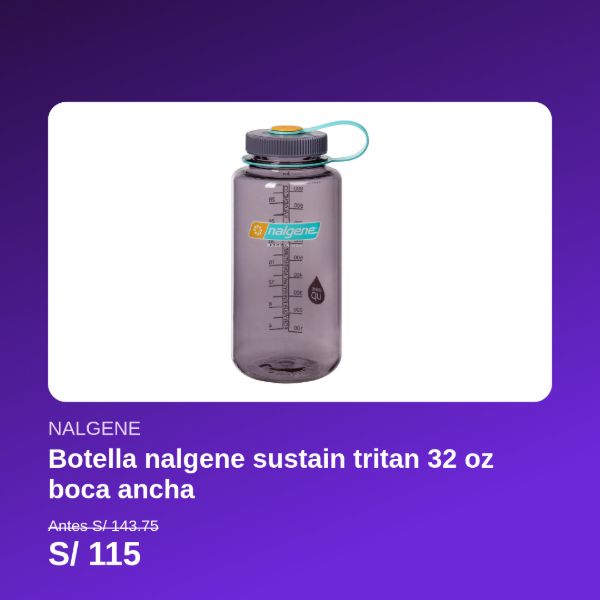 nalgene
NALGENE
Botella nalgene sustain tritan 32 oz
boca ancha
Antes S/ 143.75
S/ 115